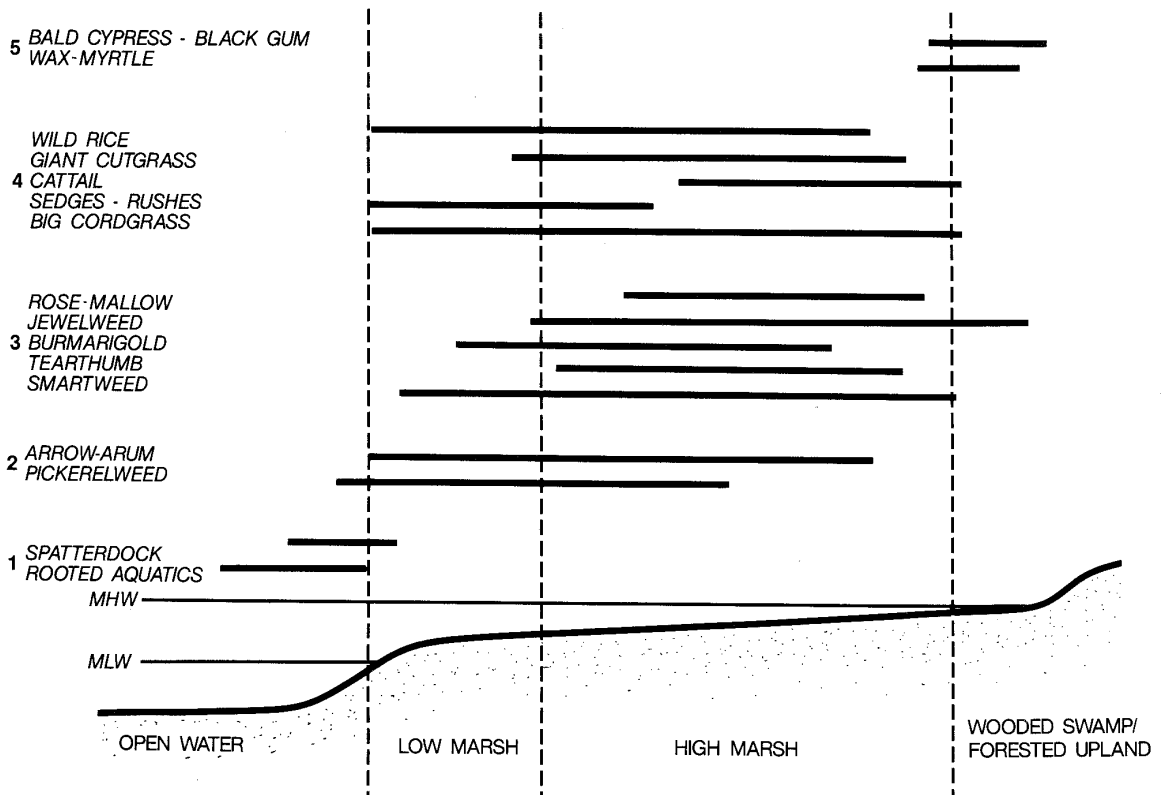 5 BALD CYPRESS - BLACK GUM
WAX-MYRTLE
WILD RICE
GIANT CUTGRASS
4 CATTAIL
SEDGES - RUSHES
BIG CORDGRASS
ROSE-MALLOW
JEWELWEED
3 BURMARIGOLD
TEARTHUMB
SMARTWEED
2 ARROW-ARUM
PICKERELWEED
1 SPATTERDOCK
ROOTED AQUATICS
MHW
MLW
OPEN WATER
LOW MARSH
HIGH MARSH
WOODED SWAMP/
FORESTED UPLAND